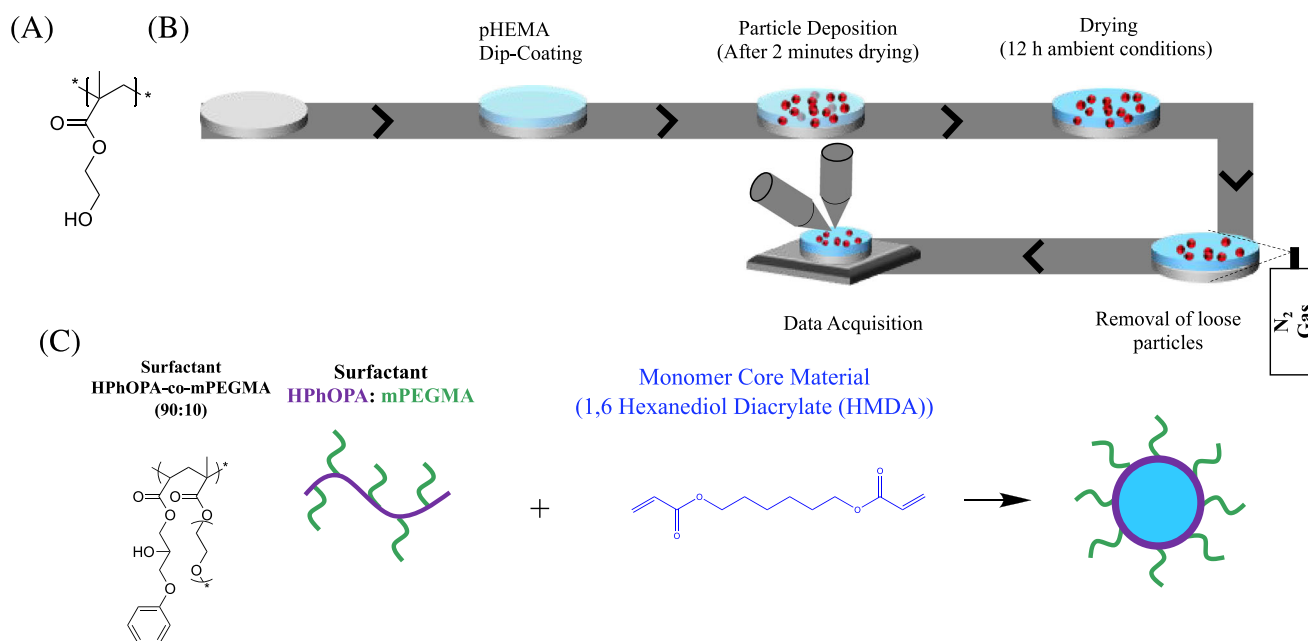 (A)
(B)
pHEMA
Dip-Coating
Particle Deposition
(After 2 minutes drying)
Drying
(12 h ambient conditions)
*
*
O
O
HO
Data Acquisition
Removal of loose
particles
N2
Gas
(C)
Surfactant
HPhOPA-co-mPEGMA
(90:10)
Surfactant
HPhOPA: mPEGMA
Monomer Core Material
(1,6 Hexanediol Diacrylate (HMDA))
*
O
O
O
O
HO
O
O
*
+
O
O
O
O